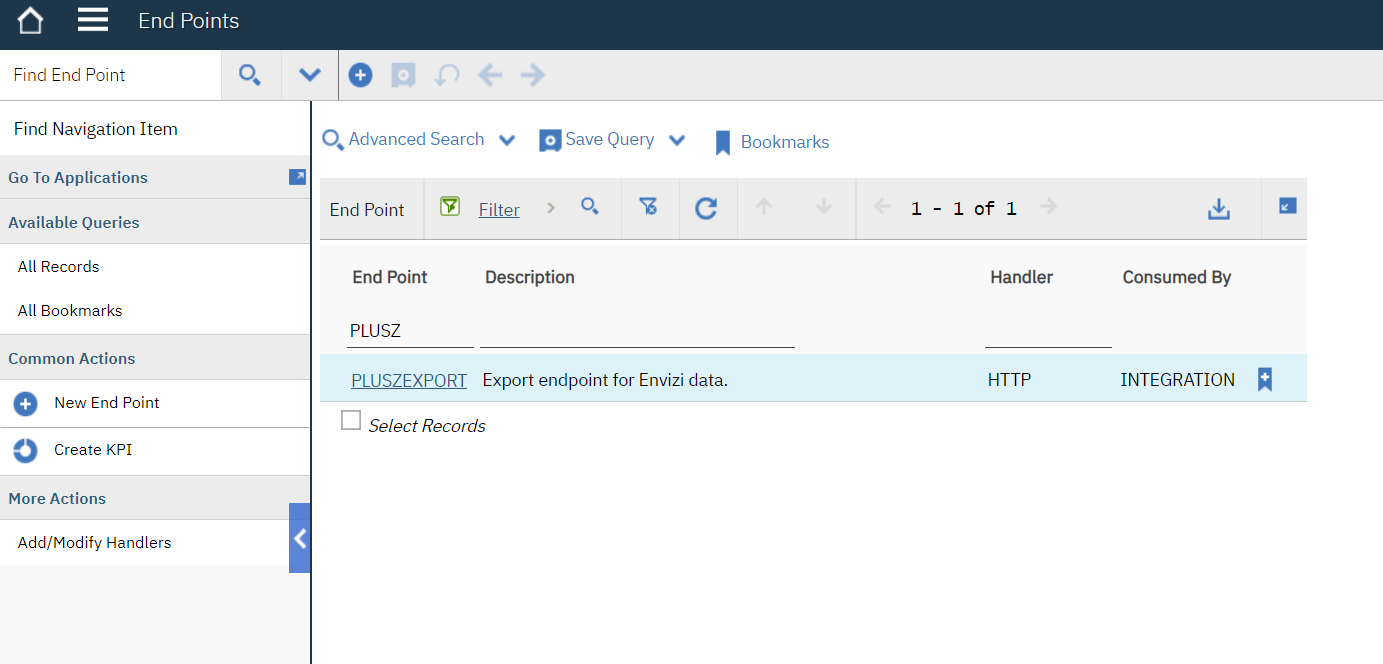 End Points
Find End Point
Find Navigation Item
Go To Applications
Available Queries
All Records
All Bookmarks
Common Actions
New End Point
Create KPI
More Actions
Add/Modify Handlers
Advanced Search Save Query Bookmarks
End Point Filter 1 - 1 of 1
End Point Description Handler Consumed By
PLUSZ
PLUSZEXPORT Export endpoint for Envizi data. HTTP INTEGRATION
Select Records